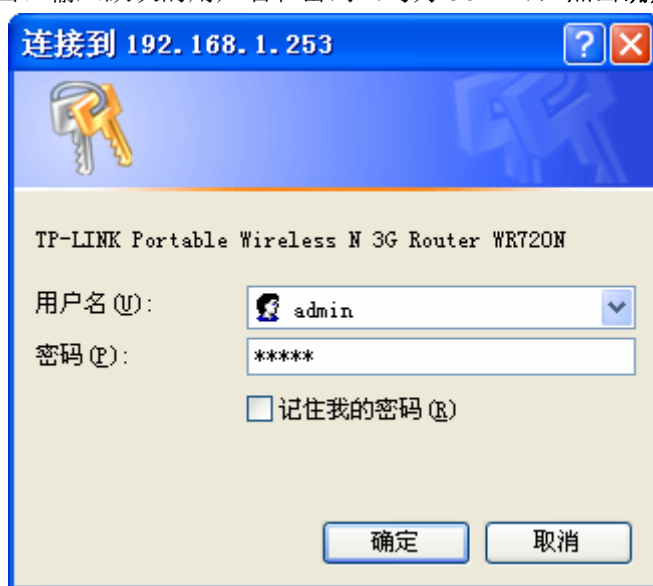 连接到 192.168.1.253
TP-LINK Portable Wireless N 3G Router WR720N
用户名(U):
admin
密码(P):
*****
记住我的密码(R)
确定 取消